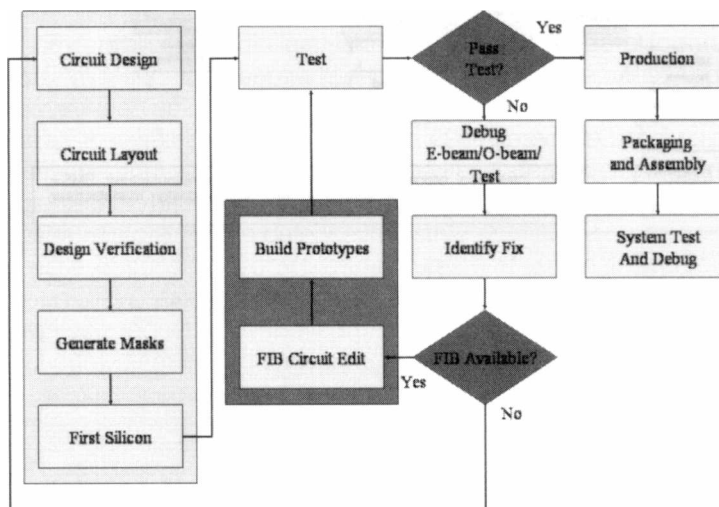 Circuit Design
Circuit Layout
Design Verification
Generate Masks
First Silicon
Test
Pass
Test?
Yes
No
Production
Packaging
and Assembly
System Test
And Debug
Debug
E-beam/O-beam/
Test
Identify Fix
FIB Available?
Yes
No
FIB Circuit Edit
Build Prototypes